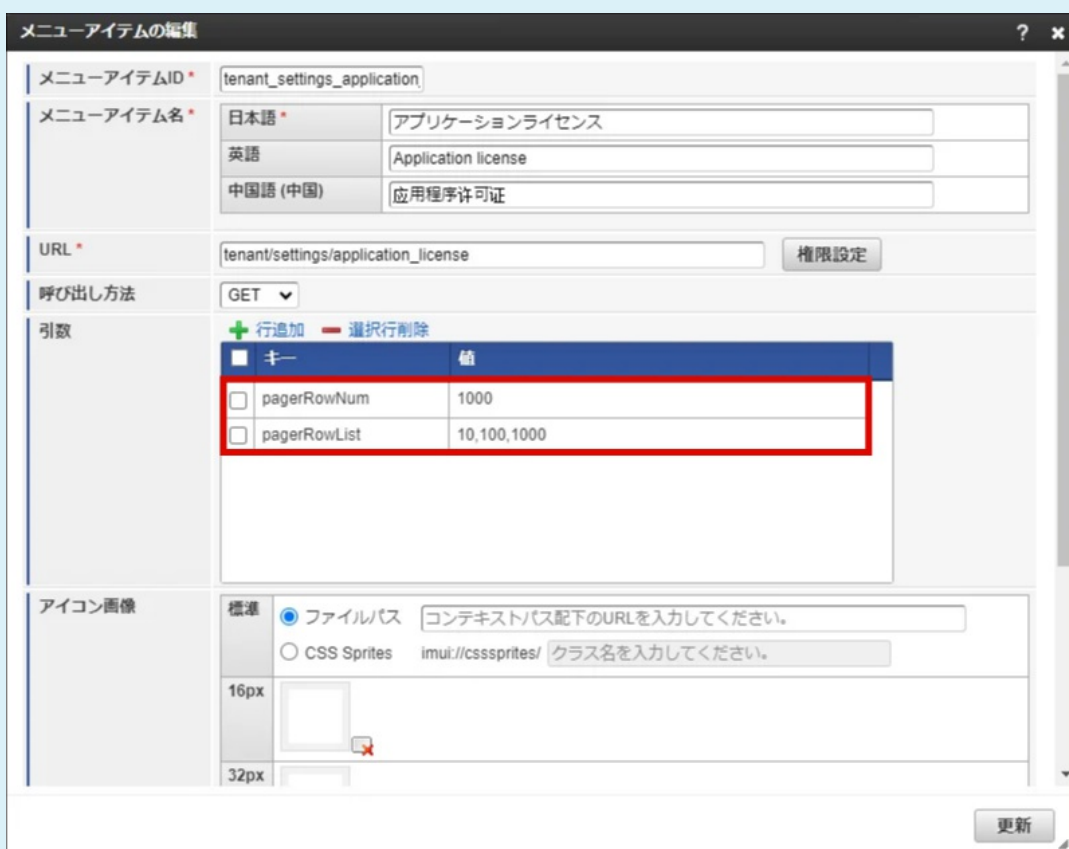 メニューアイテムの編集 ? ×
メニューアイテムID * tenant_settings_application_
メニューアイテム名 * 日本語 * アプリケーションライセンス
英語 Application license
中国語 (中国) 应用程序许可证
URL * tenant/settings/application_license 権限設定
呼び出し方法 GET
引数 行追加 選択行削除
キー 値
pagerRowNum 1000
pagerRowList 10,100,1000
アイコン画像 標準 ファイルパス コンテキストパス配下のURLを入力してください。
CSS Sprites imui://csssprites/ クラス名を入力してください。
16px
32px
更新